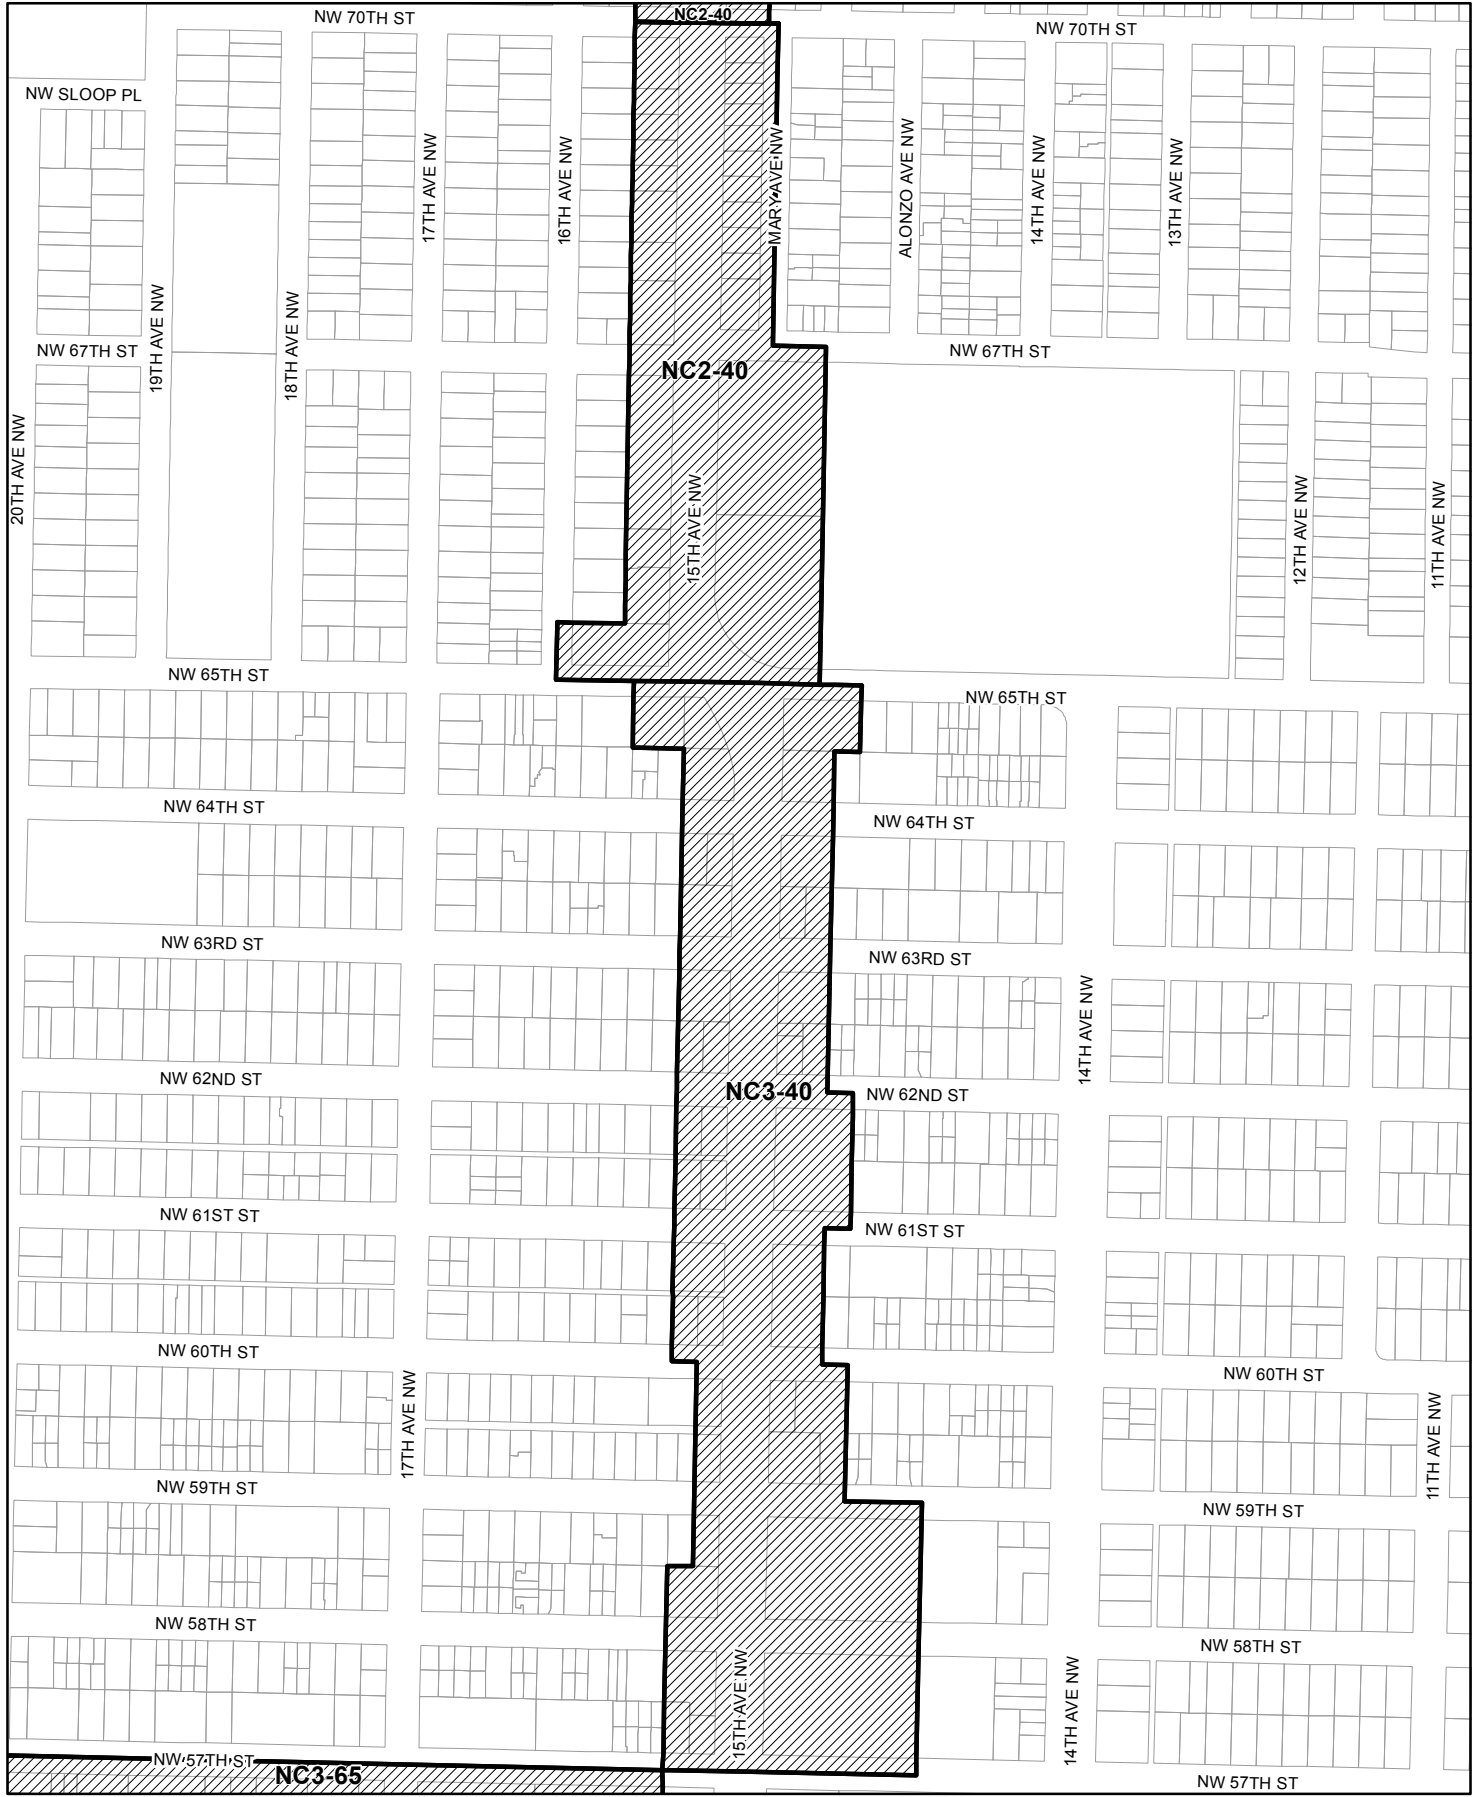 NC2-40
NW 70TH ST
NW 70TH ST
NW SLOOP PL
17TH AVE NW
16TH AVE NW
MARY AVE NW
ALONZO AVE NW
14TH AVE NW
13TH AVE NW
19TH AVE NW
18TH AVE NW
NW 67TH ST
NW 67TH ST
NC2-40
20TH AVE NW
15TH AVE NW
12TH AVE NW
11TH AVE NW
NW 65TH ST
NW 65TH ST
NW 64TH ST
NW 64TH ST
NW 63RD ST
NW 63RD ST
14TH AVE NW
NW 62ND ST
NC3-40
NW 62ND ST
NW 61ST ST
NW 61ST ST
NW 60TH ST
NW 60TH ST
17TH AVE NW
11TH AVE NW
NW 59TH ST
NW 59TH ST
NW 58TH ST
NW 58TH ST
15TH AVE NW
14TH AVE NW
NW 57TH ST
NC3-65
NW 57TH ST